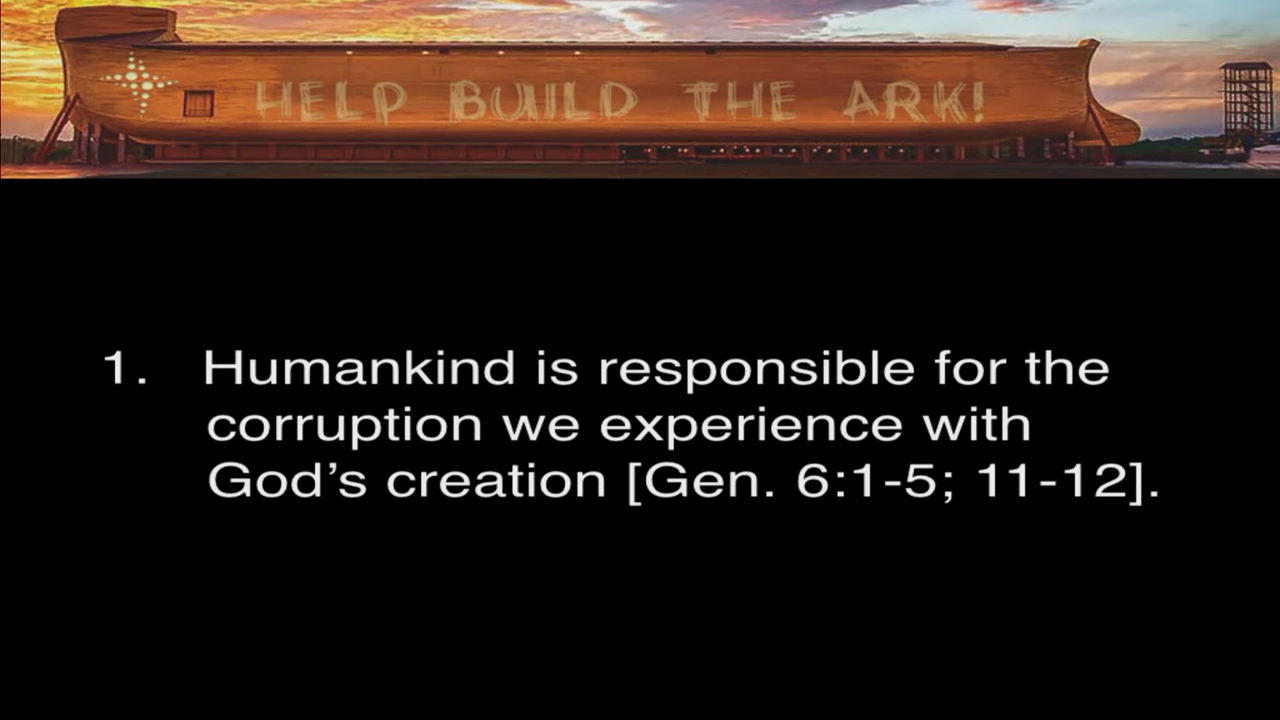 HELP BUILD THE ARK!
1. Humankind is responsible for the
corruption we experience with
God’s creation [Gen. 6:1-5; 11-12].